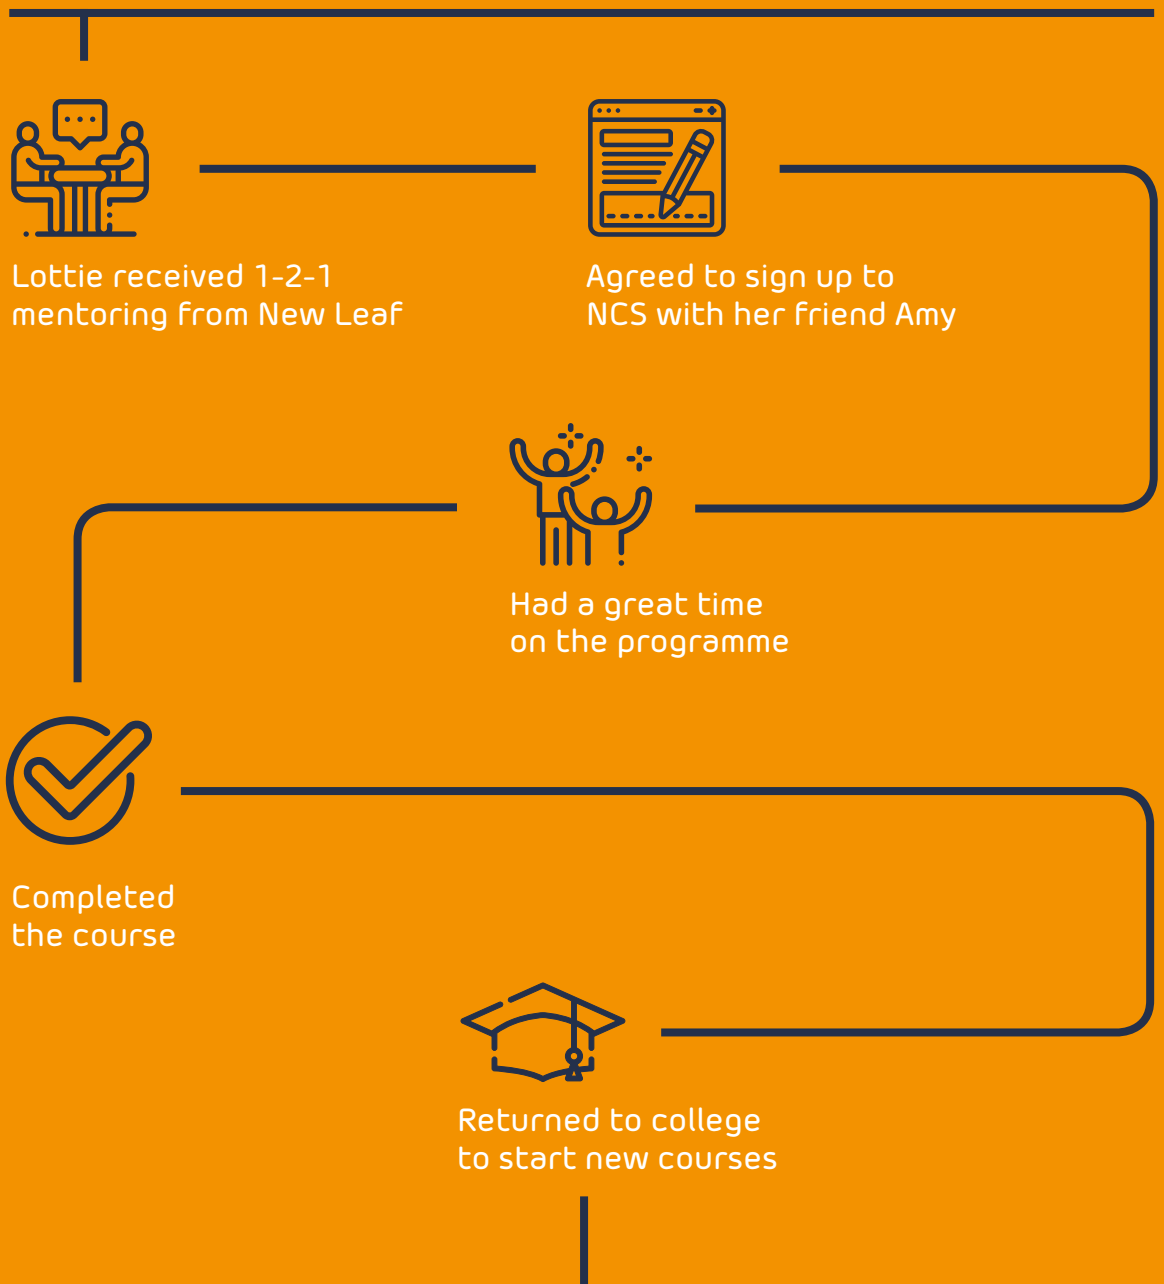 Lottie received 1-2-1
mentoring from New Leaf
Agreed to sign up to
NCS with her friend Amy
Had a great time
on the programme
Completed
the course
Returned to college
to start new courses